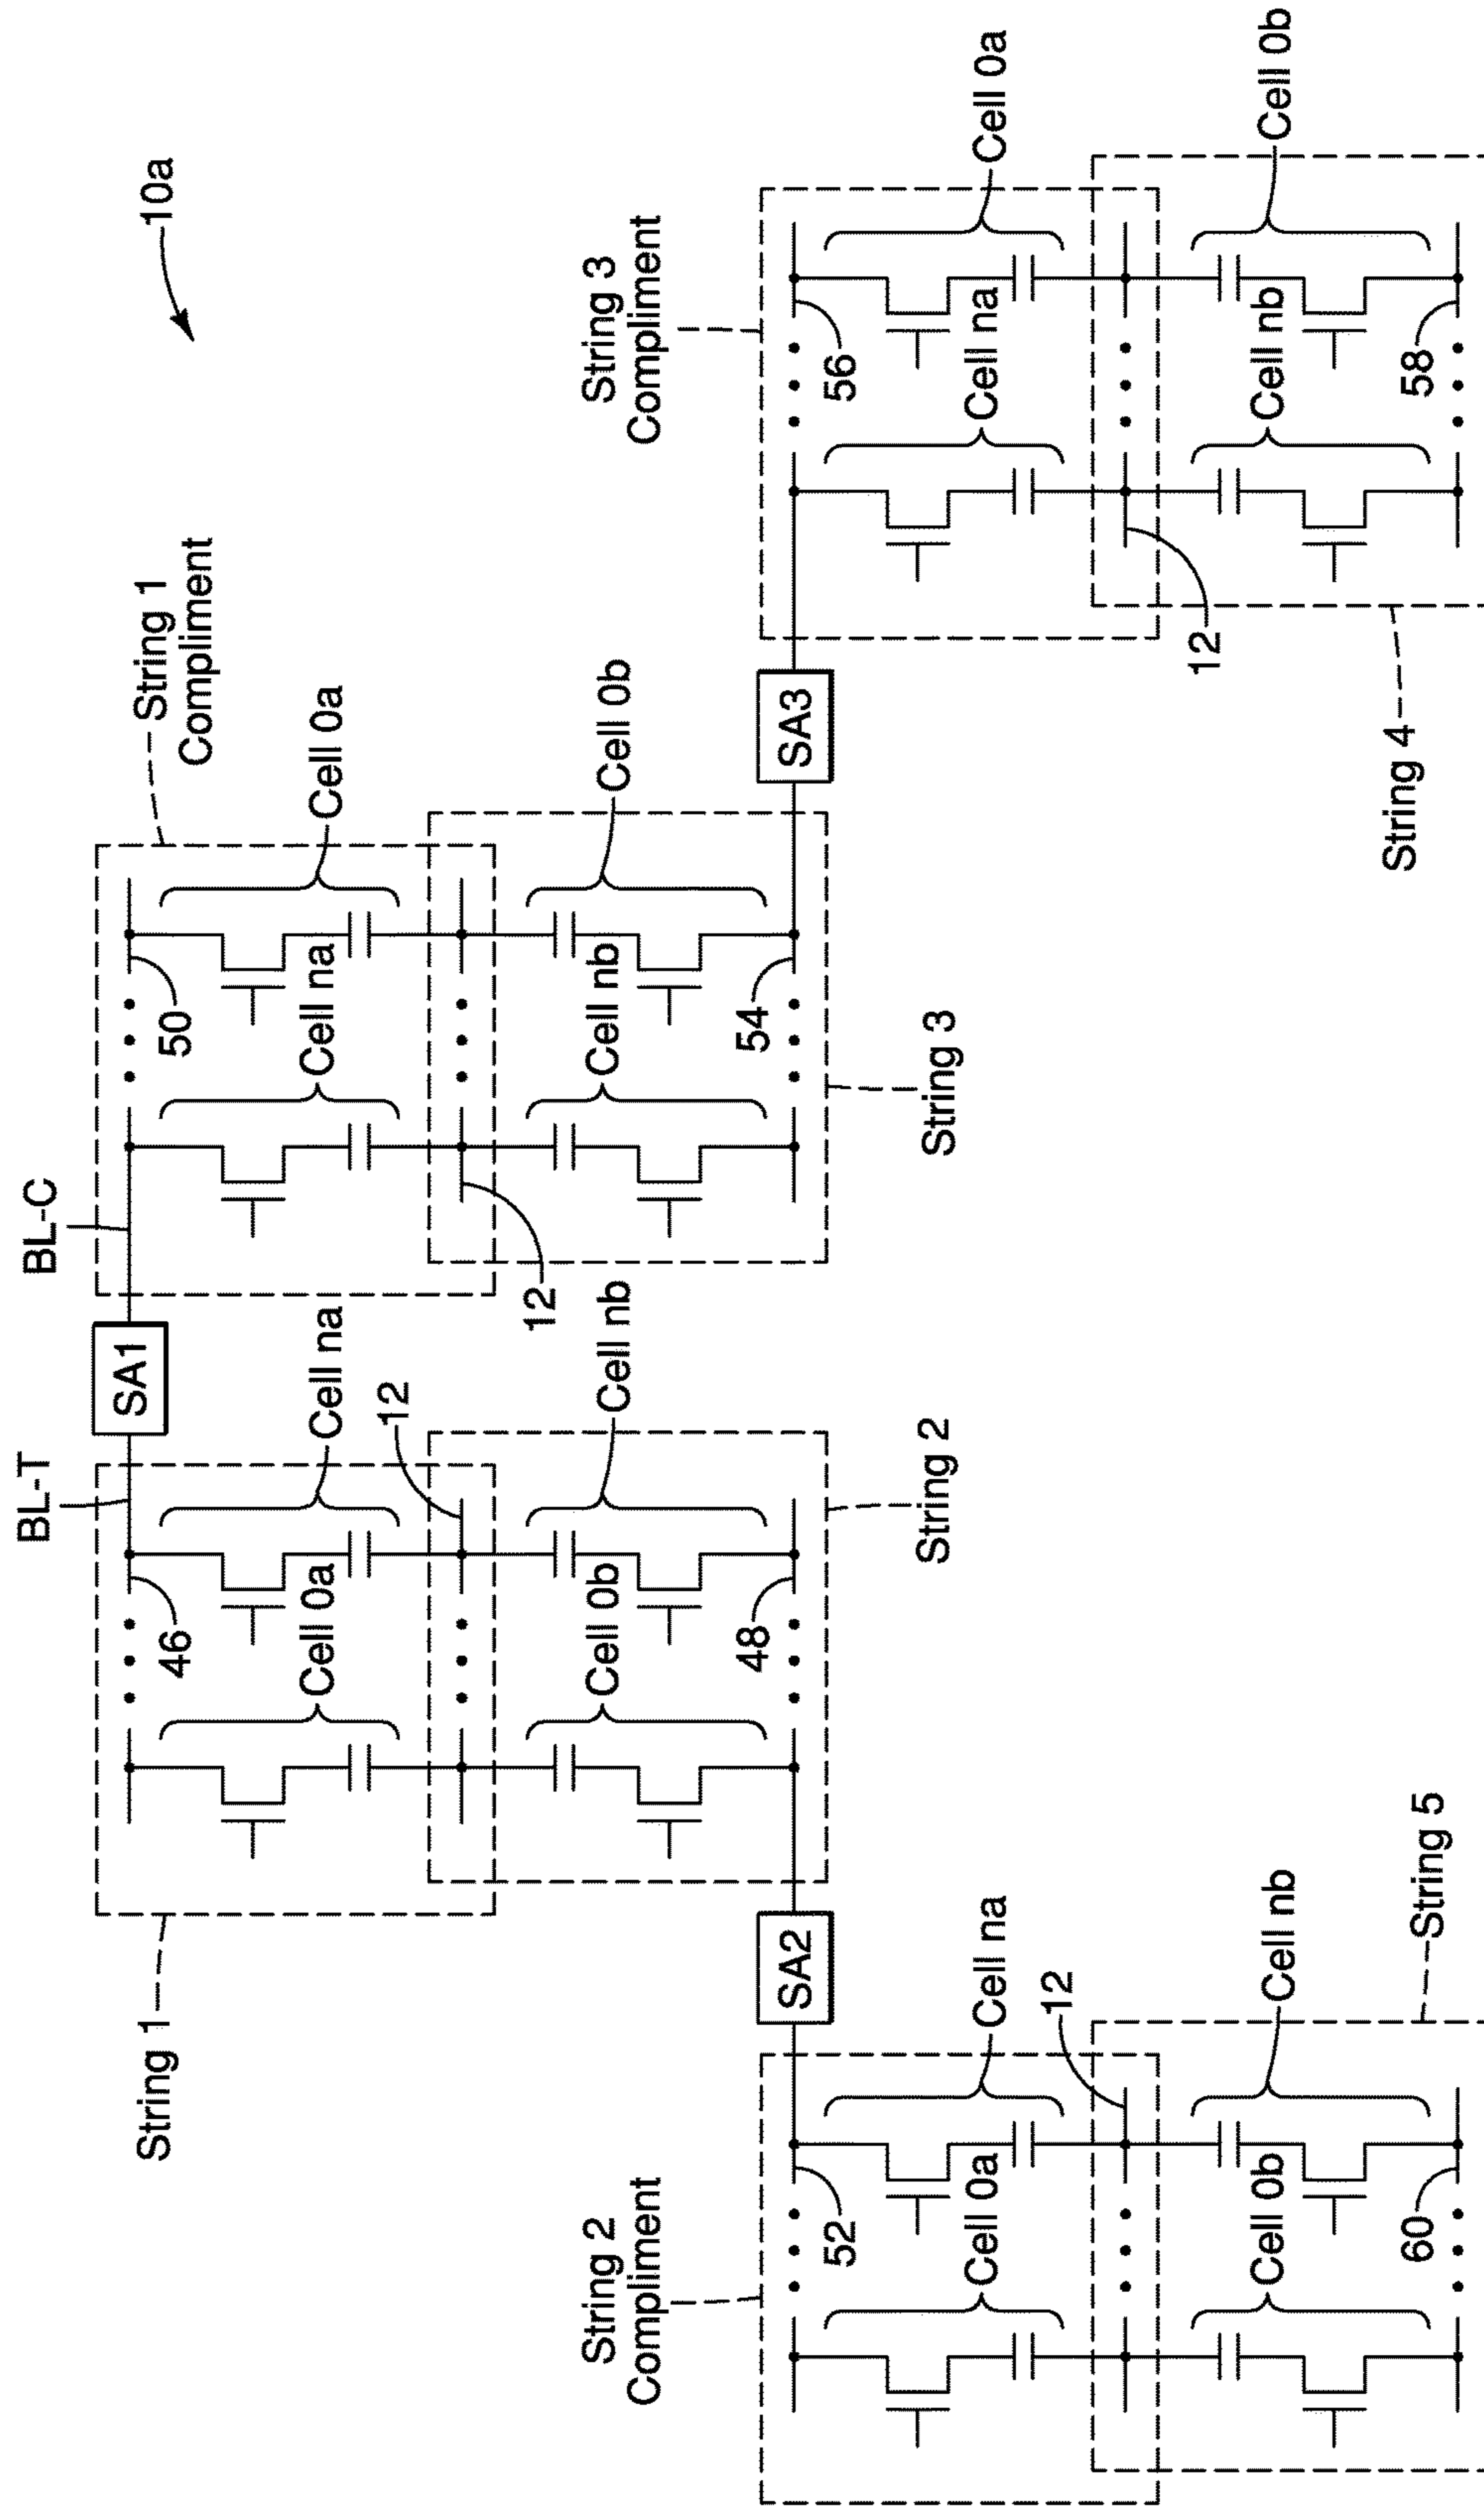 10a
BL-T
BL-C
SA1
String 1
String 1
Compliment
46
50
Cell 0a
Cell na
Cell na
Cell 0a
12
12
Cell 0b
Cell nb
Cell nb
Cell 0b
48
54
String 2
String 3
SA2
SA3
String 2
Compliment
String 3
Compliment
52
56
Cell 0a
Cell na
Cell na
Cell 0a
12
12
Cell 0b
Cell nb
Cell nb
Cell 0b
60
58
String 5
String 4